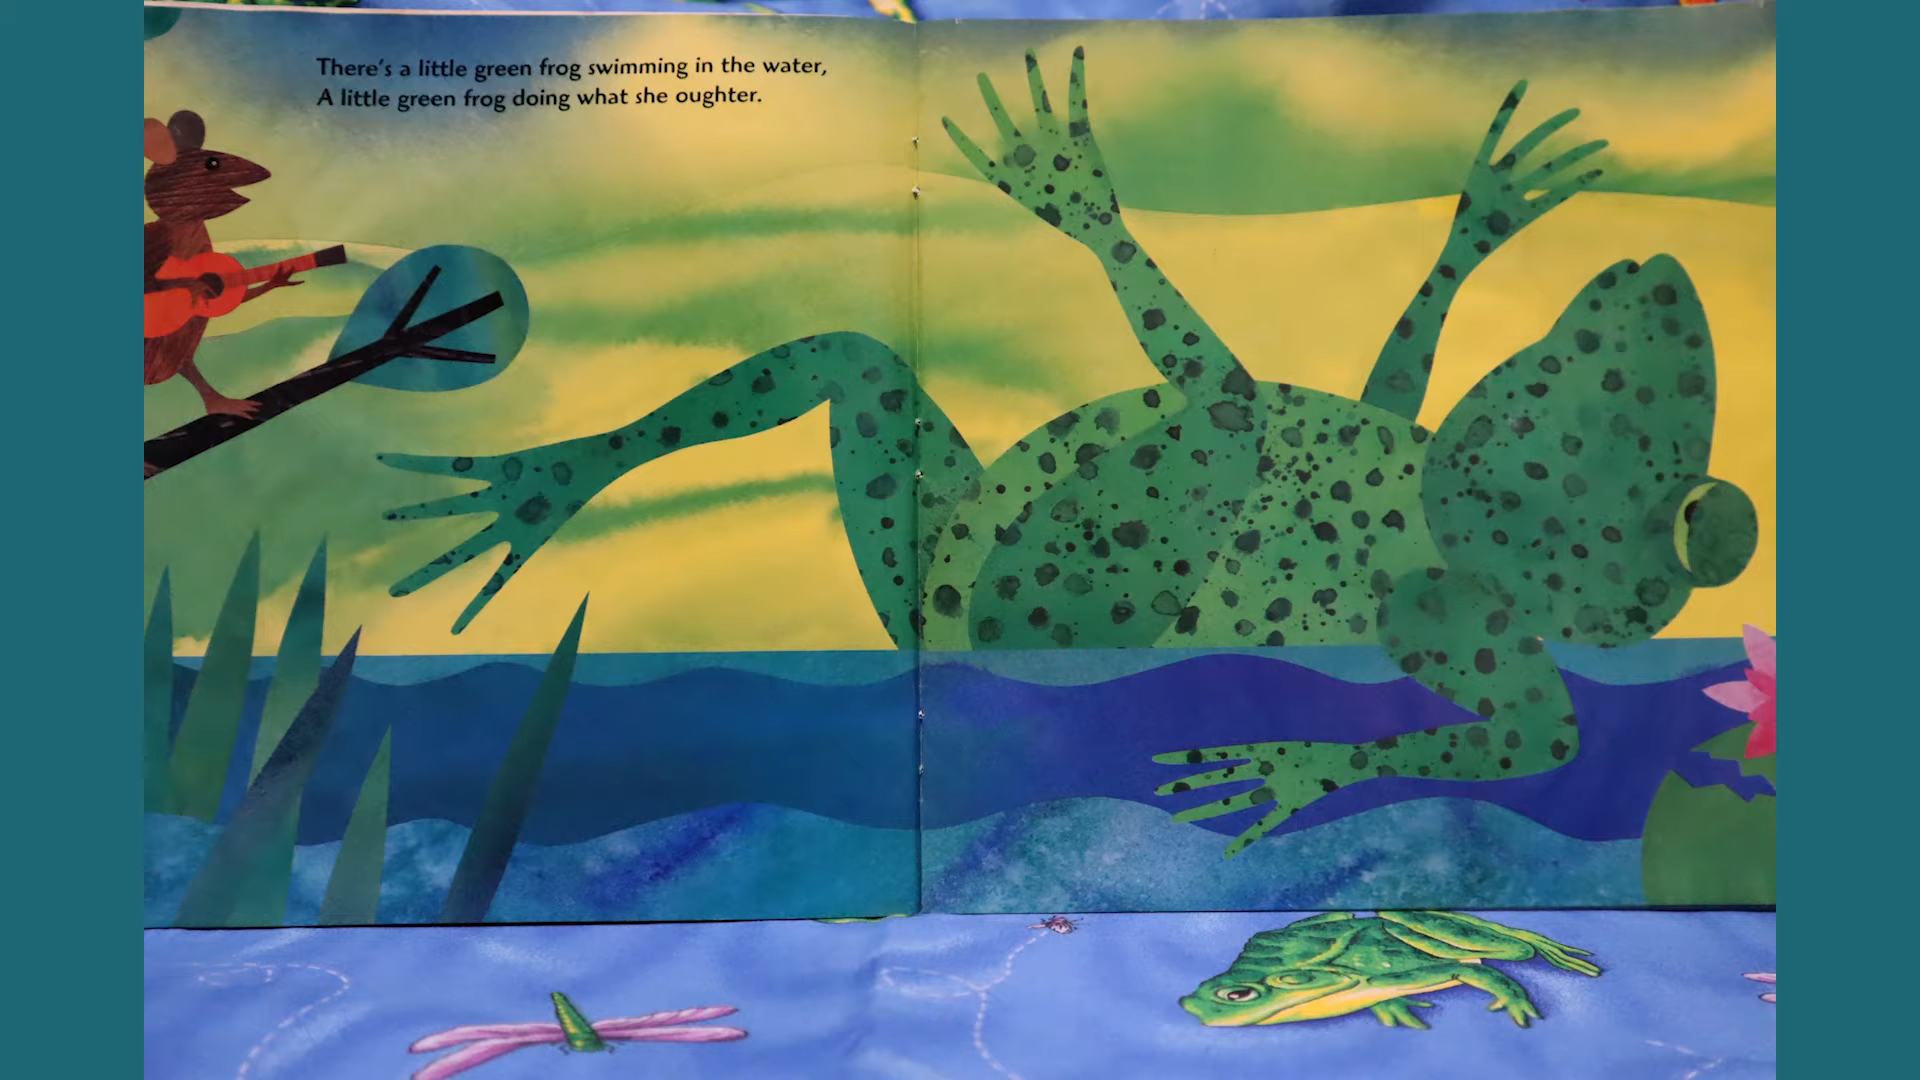 There's a little green frog swimming in the water,
A little green frog doing what she oughter.